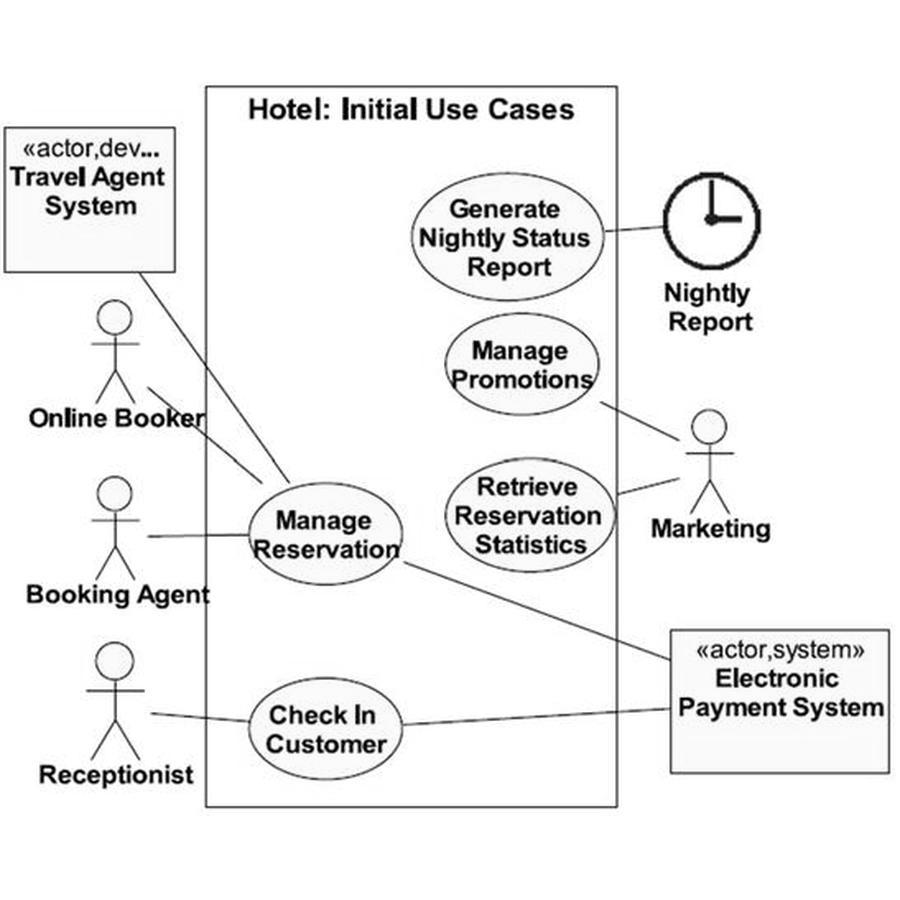 Hotel: Initial Use Cases
«actor,dev...
Travel Agent
System
Generate
Nightly Status
Report
Nightly
Report
Manage
Promotions
Online Booker
Marketing
Retrieve
Reservation
Statistics
Manage
Reservation
Booking Agent
«actor,system»
Electronic
Payment System
Check In
Customer
Receptionist